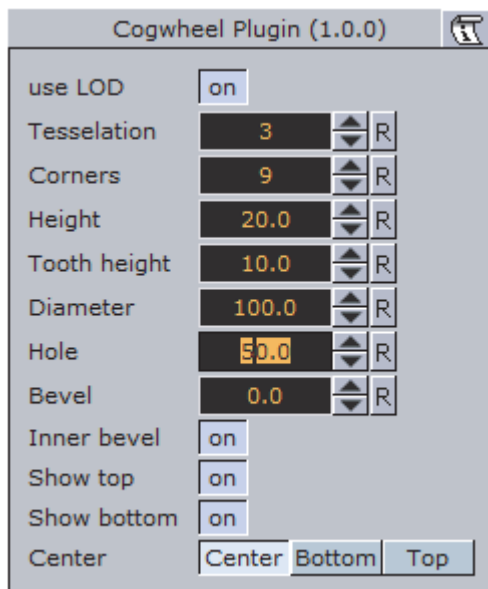 Cogwheel Plugin (1.0.0)
use LOD on
Tesselation 3 R
Corners 9 R
Height 20.0 R
Tooth height 10.0 R
Diameter 100.0 R
Hole 50.0 R
Bevel 0.0 R
Inner bevel on
Show top on
Show bottom on
Center Center Bottom Top